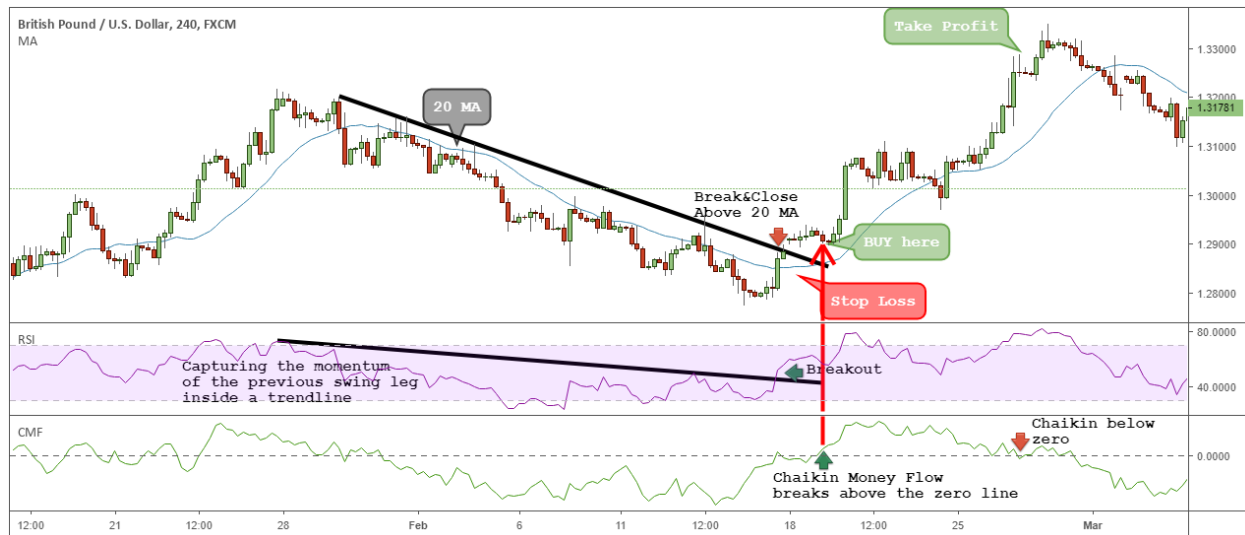 British Pound / U.S. Dollar, 240, FXCM
MA
Take Profit
1.33000
1.32000
1.31781
20 MA
1.31000
Break&Close
Above 20 MA
1.30000
BUY here
1.29000
Stop Loss
1.28000
RSI
80.0000
Capturing the momentum
of the previous swing leg
inside a trendline
Breakout
40.0000
CMF
Chaikin below
zero
0.0000
Chaikin Money Flow
breaks above the zero line
12:00 21 12:00 28 Feb 6 11 12:00 18 12:00 25 Mar